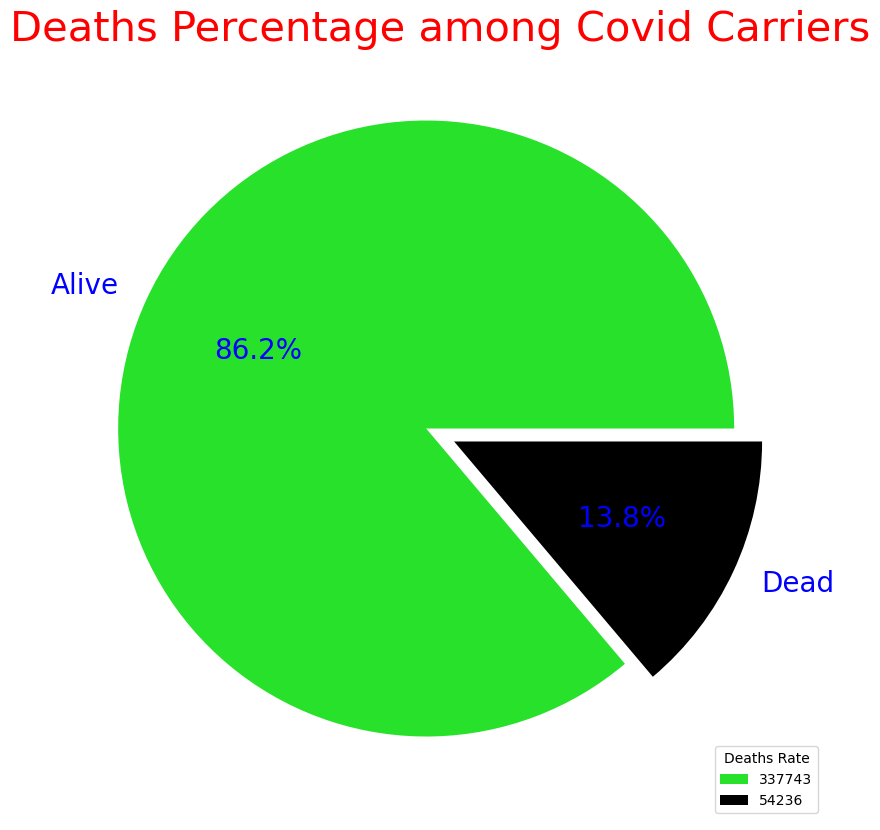 Deaths Percentage among Covid Carriers
Alive
86.2%
13.8%
Dead
Deaths Rate
337743
54236